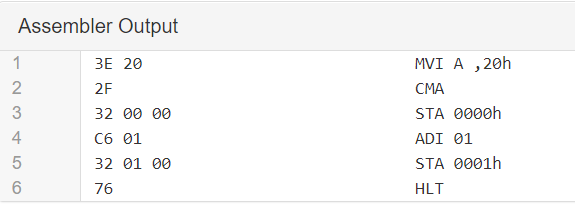 Assembler Output
1 3E 20 MVI A ,20h
2 2F CMA
3 32 00 00 STA 0000h
4 C6 01 ADI 01
5 32 01 00 STA 0001h
6 76 HLT